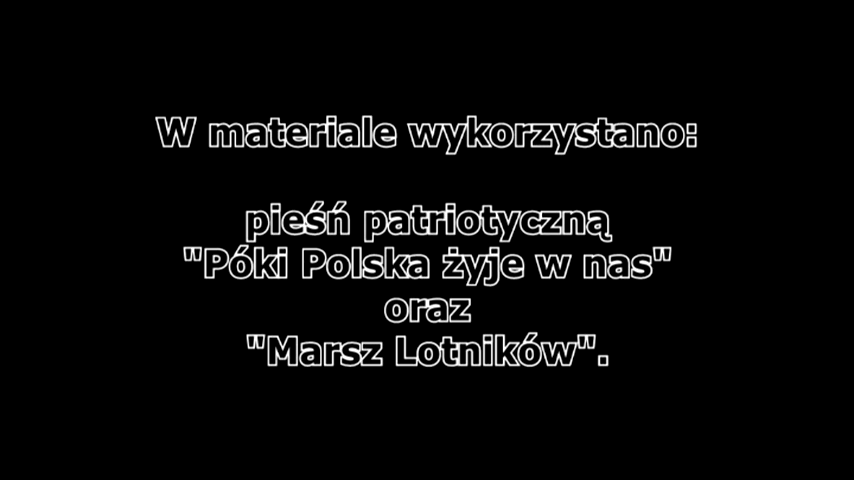 W materiale wykorzystano:
pieśń patriotyczną
"Póki Polska żyje w nas"
oraz
"Marsz Lotników".